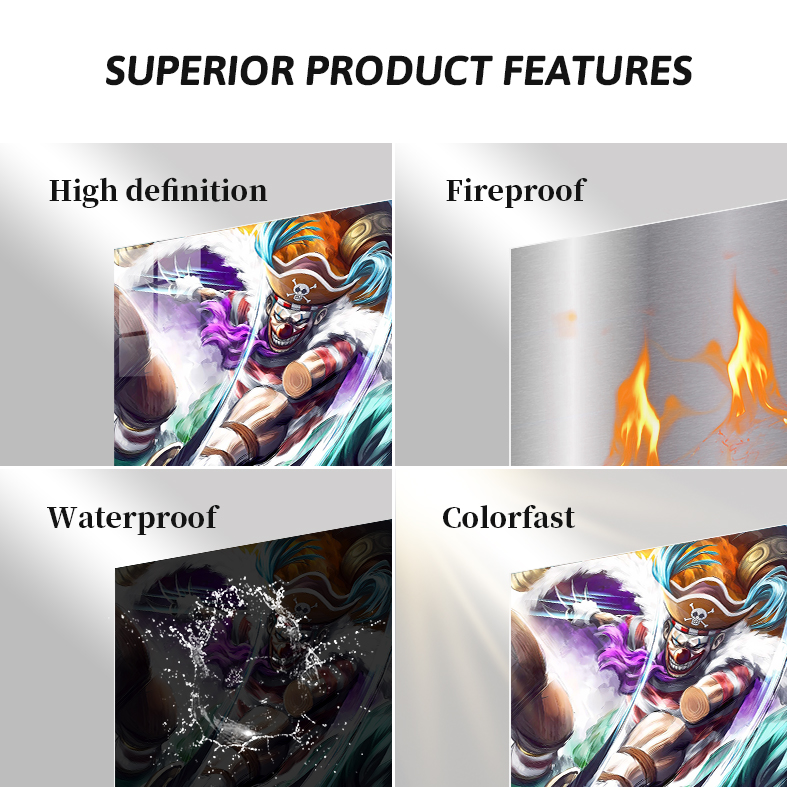 SUPERIOR PRODUCT FEATURES
High definition
Fireproof
Waterproof
Colorfast